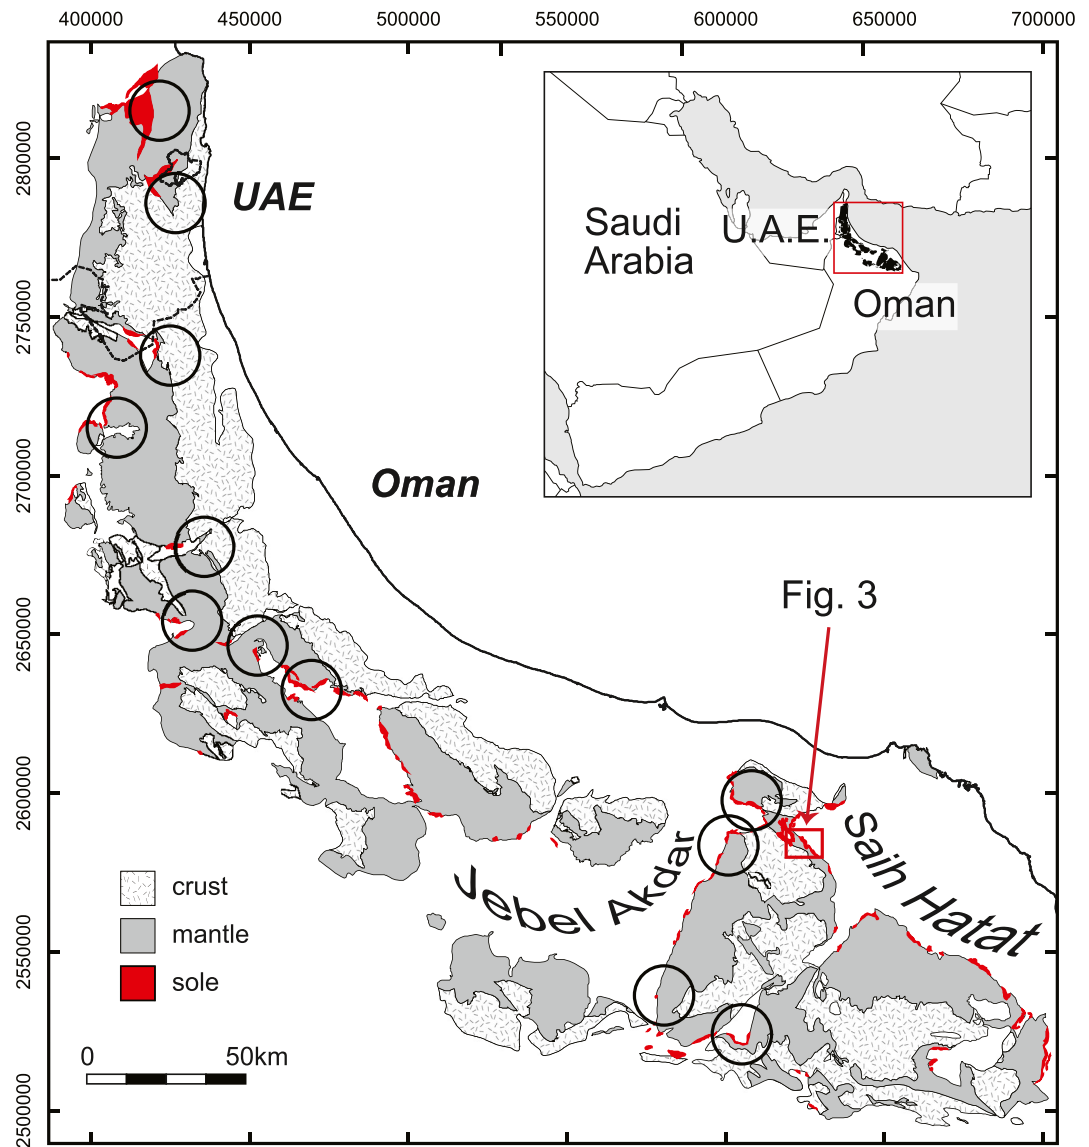 400000 450000 500000 550000 600000 650000 700000
2800000
2750000
2700000
2650000
2600000
2550000
2500000
UAE
Oman
Saudi
Arabia
U.A.E.
Oman
Fig. 3
Jebel Akdar
Saih Hatat
crust
mantle
sole
0 50km